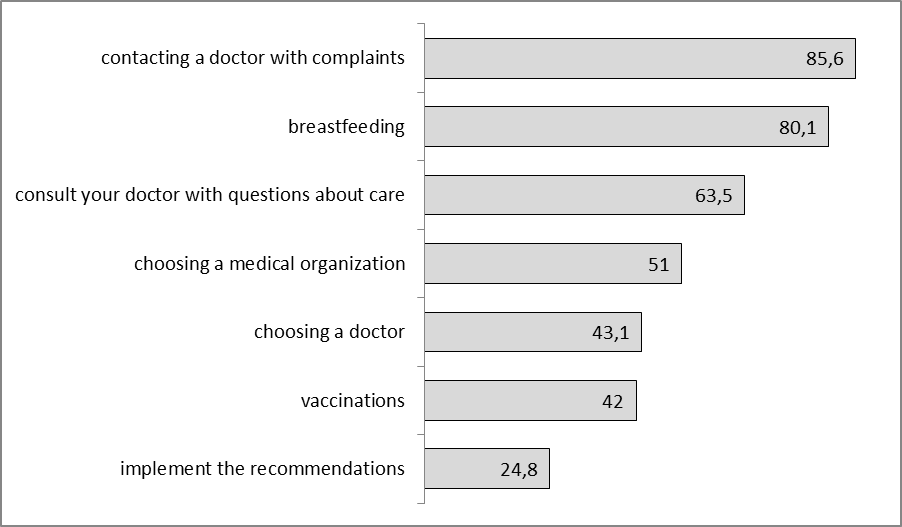 contacting a doctor with complaints 85,6
breastfeeding 80,1
consult your doctor with questions about care 63,5
choosing a medical organization 51
choosing a doctor 43,1
vaccinations 42
implement the recommendations 24,8